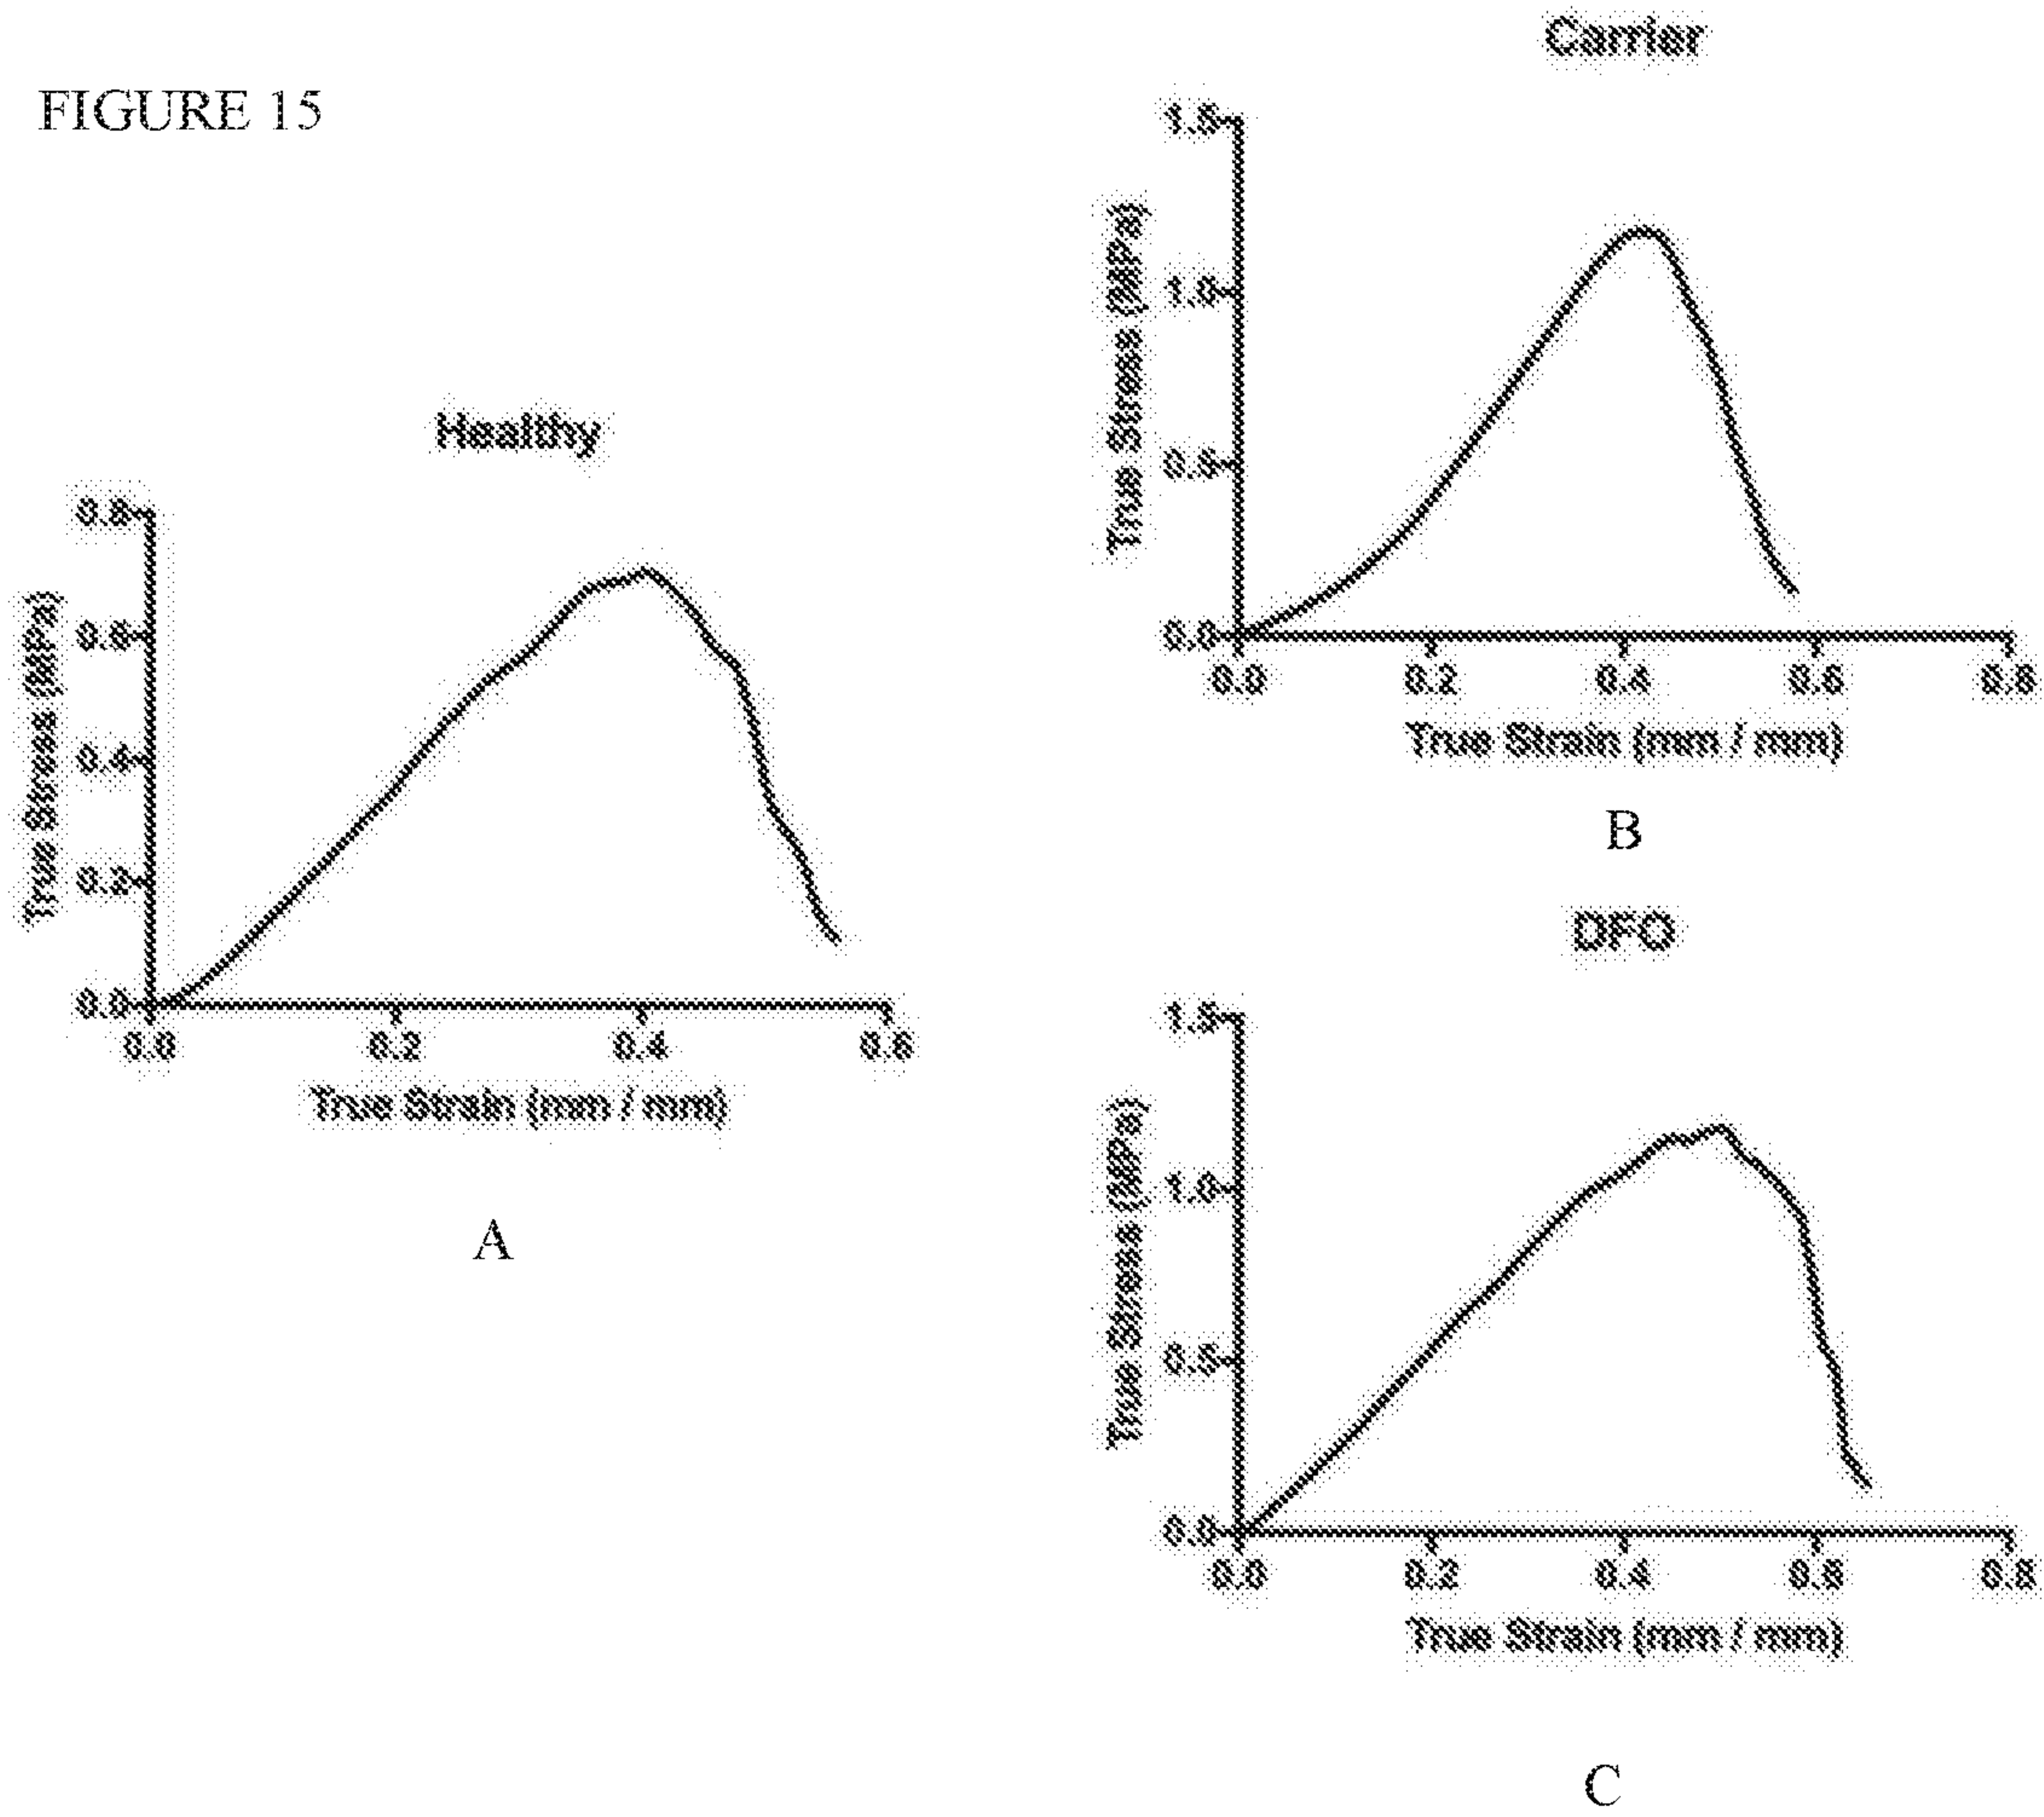 FIGURE 15
Healthy
True Stress (MPa)
0.8
0.6
0.4
0.2
0.0
0.0 0.2 0.4 0.6
True Strain (mm / mm)
A
Carrier
True Stress (MPa)
1.5
1.0
0.5
0.0
0.0 0.2 0.4 0.6 0.8
True Strain (mm / mm)
B
DFO
True Stress (MPa)
1.5
1.0
0.5
0.0
0.0 0.2 0.4 0.6 0.8
True Strain (mm / mm)
C